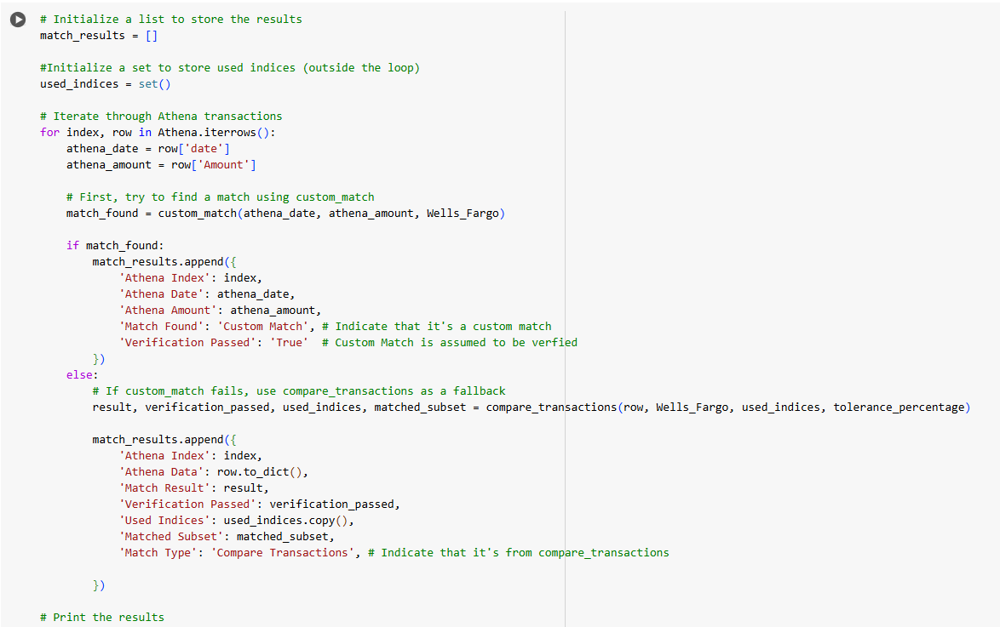 # Initialize a list to store the results
match_results = []
#Initialize a set to store used indices (outside the loop)
used_indices = set()
# Iterate through Athena transactions
for index, row in Athena.iterrows():
    athena_date = row['date']
    athena_amount = row['Amount']
    # First, try to find a match using custom_match
    match_found = custom_match(athena_date, athena_amount, Wells_Fargo)
    if match_found:
        match_results.append({
            'Athena Index': index,
            'Athena Date': athena_date,
            'Athena Amount': athena_amount,
            'Match Found': 'Custom Match', # Indicate that it's a custom match
            'Verification Passed': 'True'  # Custom Match is assumed to be verfied
        })
    else:
        # If custom_match fails, use compare_transactions as a fallback
        result, verification_passed, used_indices, matched_subset = compare_transactions(row, Wells_Fargo, used_indices, tolerance_percentage)
        match_results.append({
            'Athena Index': index,
            'Athena Data': row.to_dict(),
            'Match Result': result,
            'Verification Passed': verification_passed,
            'Used Indices': used_indices.copy(),
            'Matched Subset': matched_subset,
            'Match Type': 'Compare Transactions', # Indicate that it's from compare_transactions
        })
# Print the results